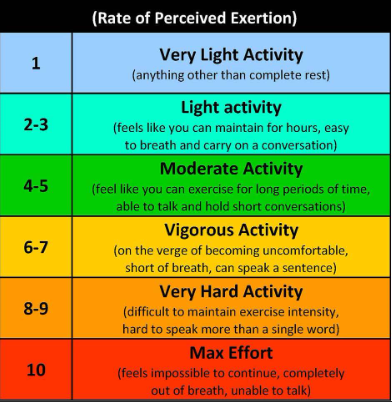 (Rate of Perceived Exertion)
1
Very Light Activity
(anything other than complete rest)
2-3
Light activity
(feels like you can maintain for hours, easy
to breath and carry on a conversation)
4-5
Moderate Activity
(feel like you can exercise for long periods of time,
able to talk and hold short conversations)
6-7
Vigorous Activity
(on the verge of becoming uncomfortable,
short of breath, can speak a sentence)
8-9
Very Hard Activity
(difficult to maintain exercise intensity,
hard to speak more than a single word)
10
Max Effort
(feels impossible to continue, completely
out of breath, unable to talk)